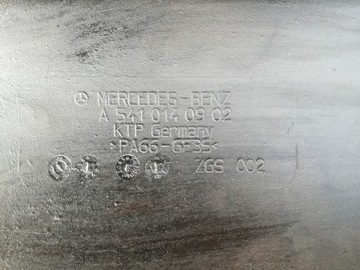 MERCEDES-BENZ
A 541 014 09 02
KTP Germany
>PA66-GF35<
ZGS 002